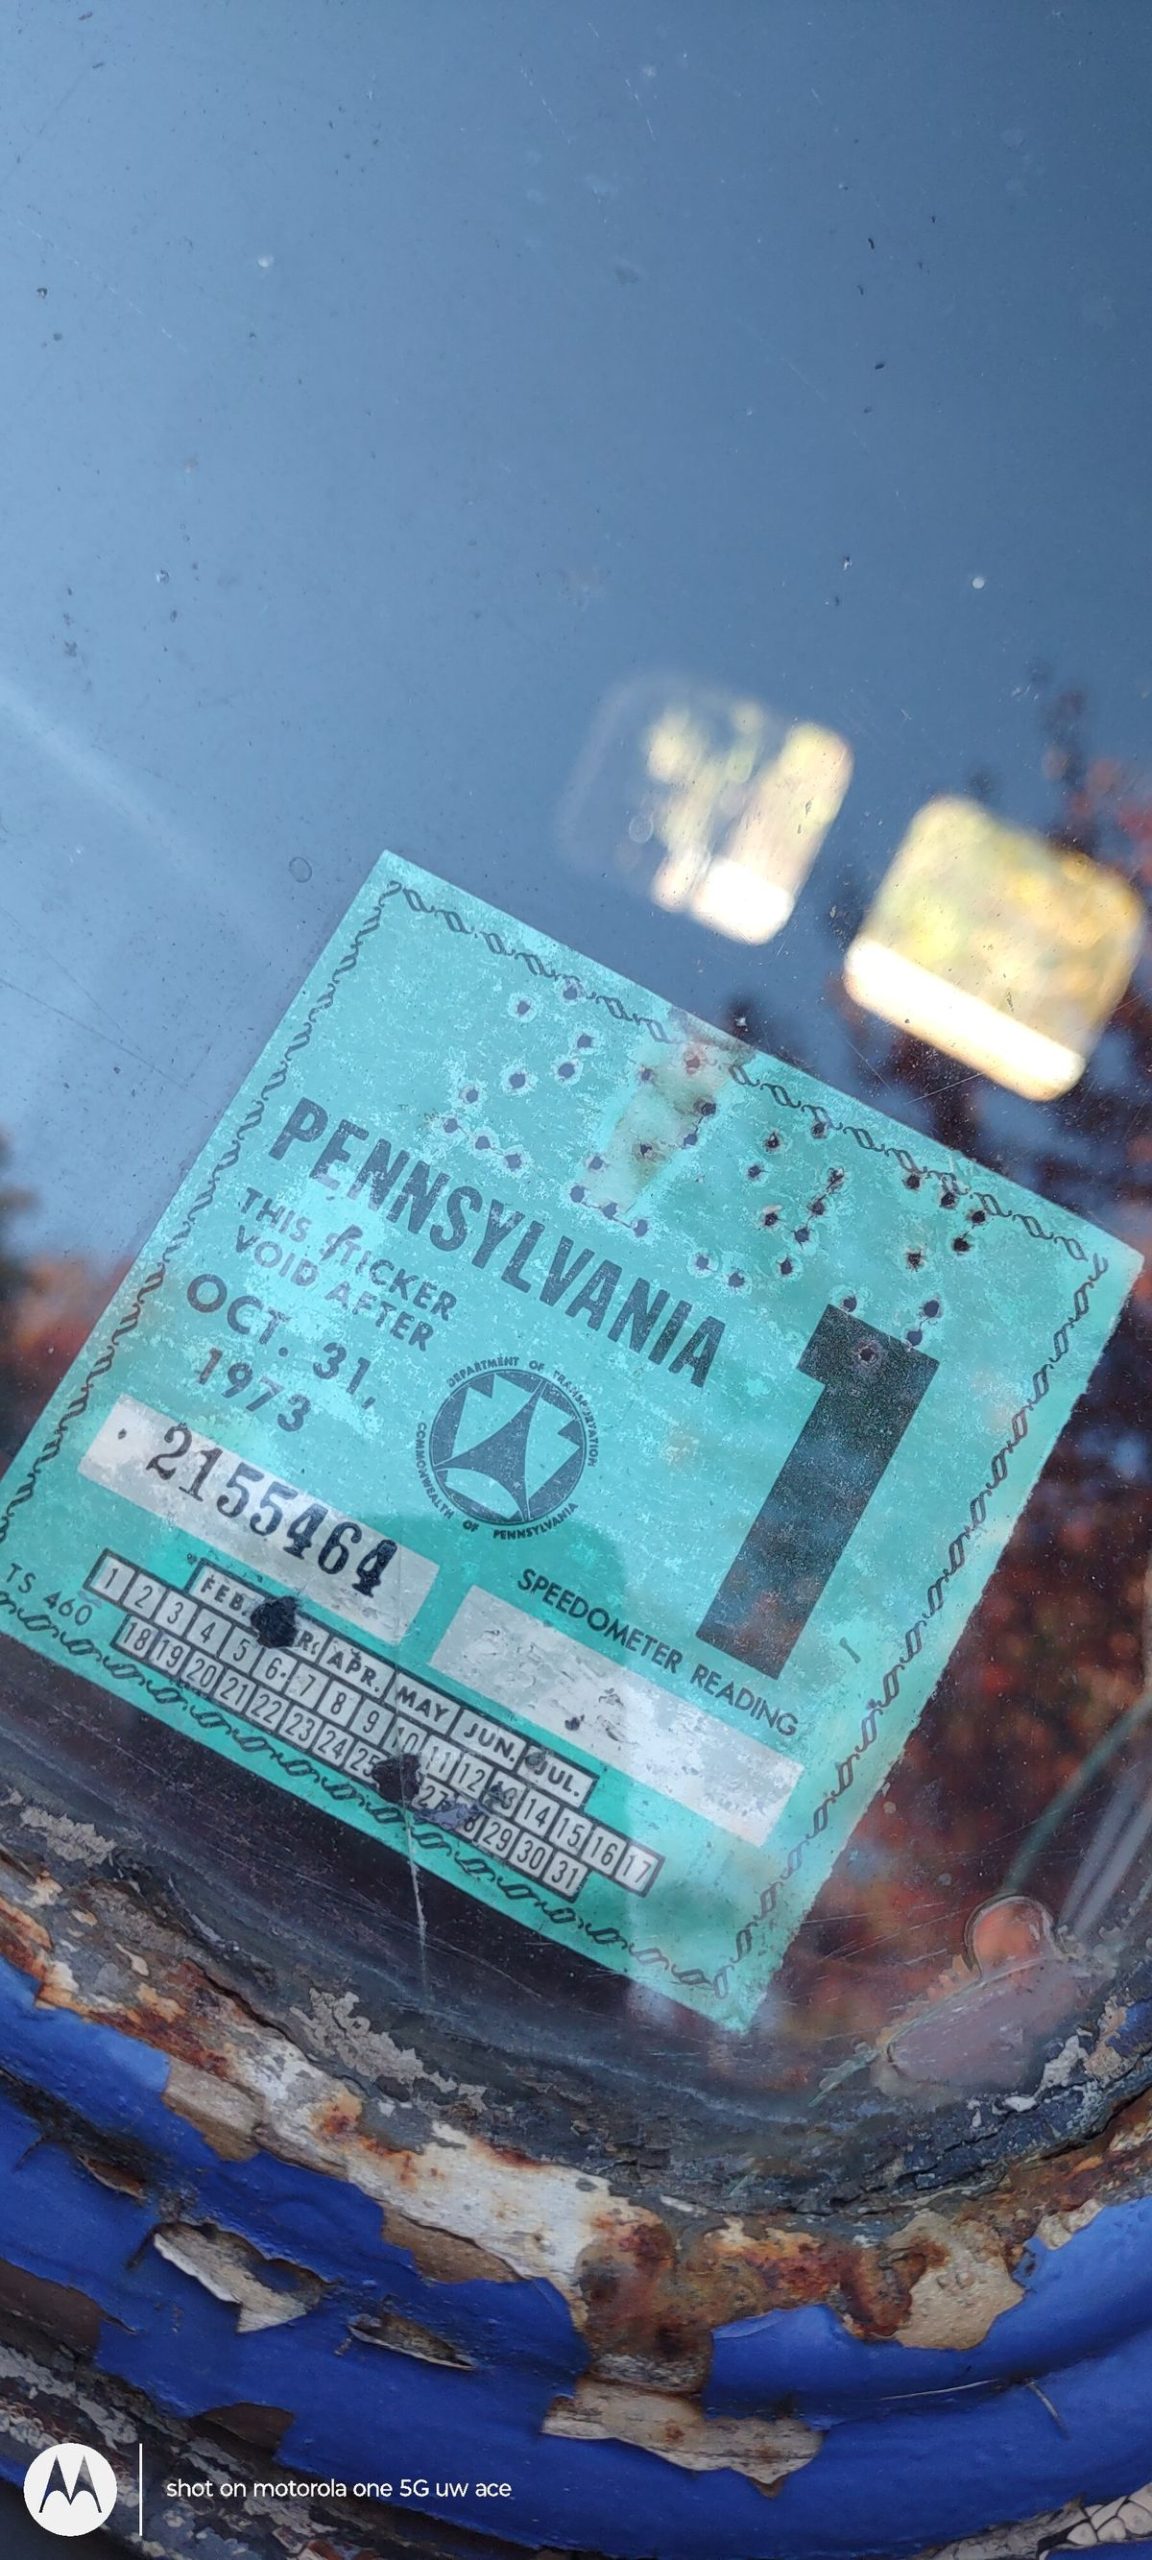 PENNSYLVANIA
THIS STICKER
VOID AFTER
OCT. 31,
1973
DEPARTMENT OF TRANSPORTATION
COMMONWEALTH OF PENNSYLVANIA
1
2155464
SPEEDOMETER READING
TS 460
FEB. APR. MAY JUN. JUL.
1 2 3 4 5 6 7 8 9 10 11 12 13 14 15 16 17
18 19 20 21 22 23 24 25 27 28 29 30 31
shot on motorola one 5G uw ace